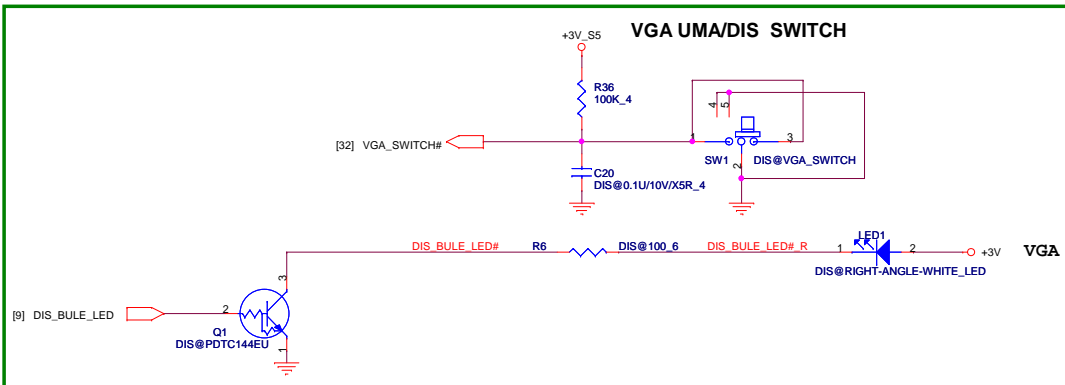 VGA UMA/DIS SWITCH
+3V_S5
R36
100K_4
4
5
[32] VGA_SWITCH#
1
3
SW1
DIS@VGA_SWITCH
2
C20
DIS@0.1U/10V/X5R_4
DIS_BULE_LED#
R6
DIS@100_6
DIS_BULE_LED#_R
LED1
1
2
+3V
VGA
DIS@RIGHT-ANGLE-WHITE_LED
3
[9] DIS_BULE_LED
2
Q1
DIS@PDTC144EU
1